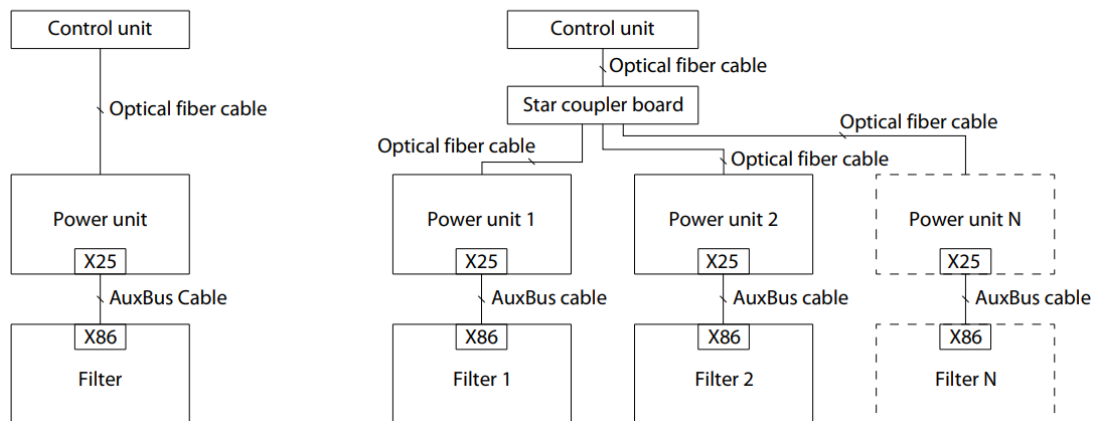 Control unit
Optical fiber cable
Power unit
X25
AuxBus Cable
X86
Filter
Control unit
Optical fiber cable
Star coupler board
Optical fiber cable
Optical fiber cable
Optical fiber cable
Power unit 1
X25
AuxBus cable
X86
Filter 1
Power unit 2
X25
AuxBus cable
X86
Filter 2
Power unit N
X25
AuxBus cable
X86
Filter N